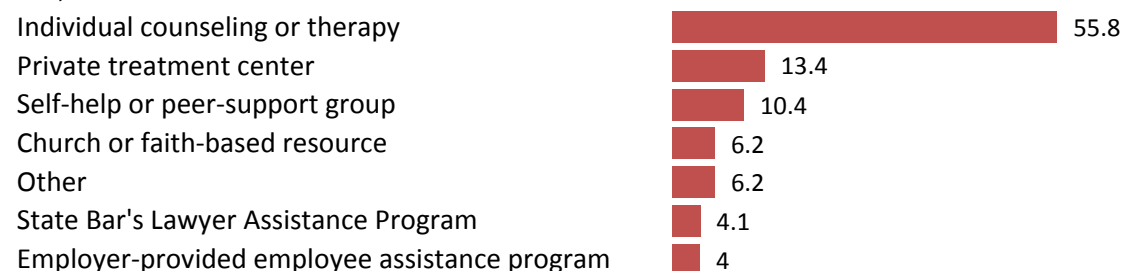 Individual counseling or therapy 55.8
Private treatment center 13.4
Self-help or peer-support group 10.4
Church or faith-based resource 6.2
Other 6.2
State Bar's Lawyer Assistance Program 4.1
Employer-provided employee assistance program 4